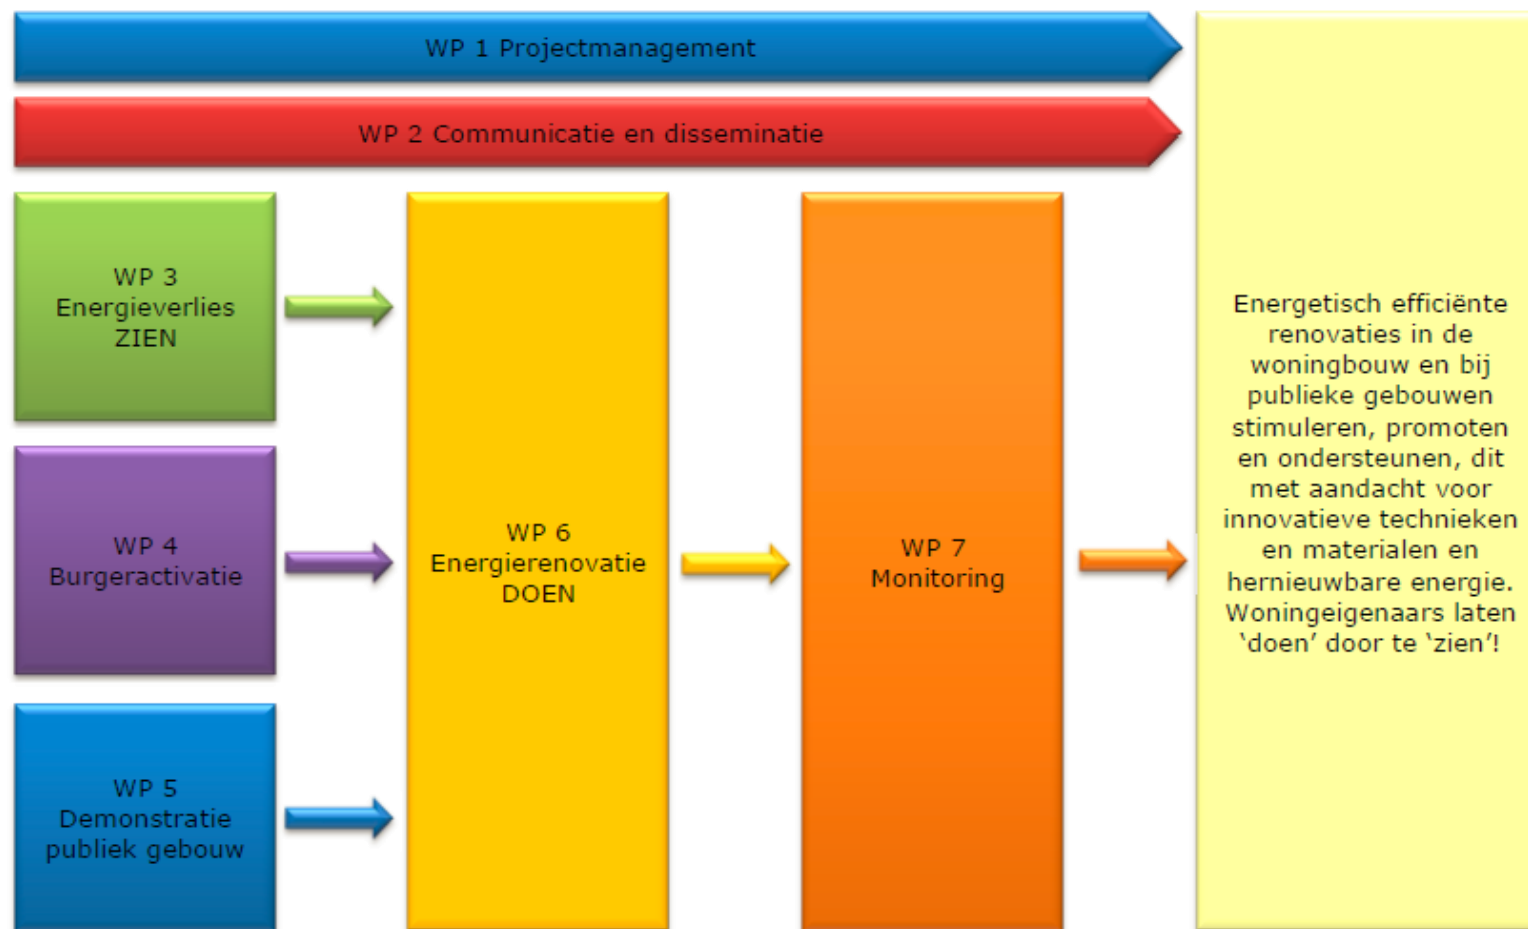 WP 1 Projectmanagement
WP 2 Communicatie en disseminatie
WP 3
Energieverlies
ZIEN
WP 4
Burgeractivatie
WP 5
Demonstratie
publiek gebouw
WP 6
Energierenovatie
DOEN
WP 7
Monitoring
Energetisch efficiënte
renovaties in de
woningbouw en bij
publieke gebouwen
stimuleren, promoten
en ondersteunen, dit
met aandacht voor
innovatieve technieken
en materialen en
hernieuwbare energie.
Woningeigenaars laten
‘doen’ door te ‘zien’!